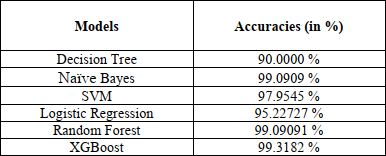 Models Accuracies (in %)
Decision Tree 90.0000 %
Naïve Bayes 99.0909 %
SVM 97.9545 %
Logistic Regression 95.22727 %
Random Forest 99.09091 %
XGBoost 99.3182 %